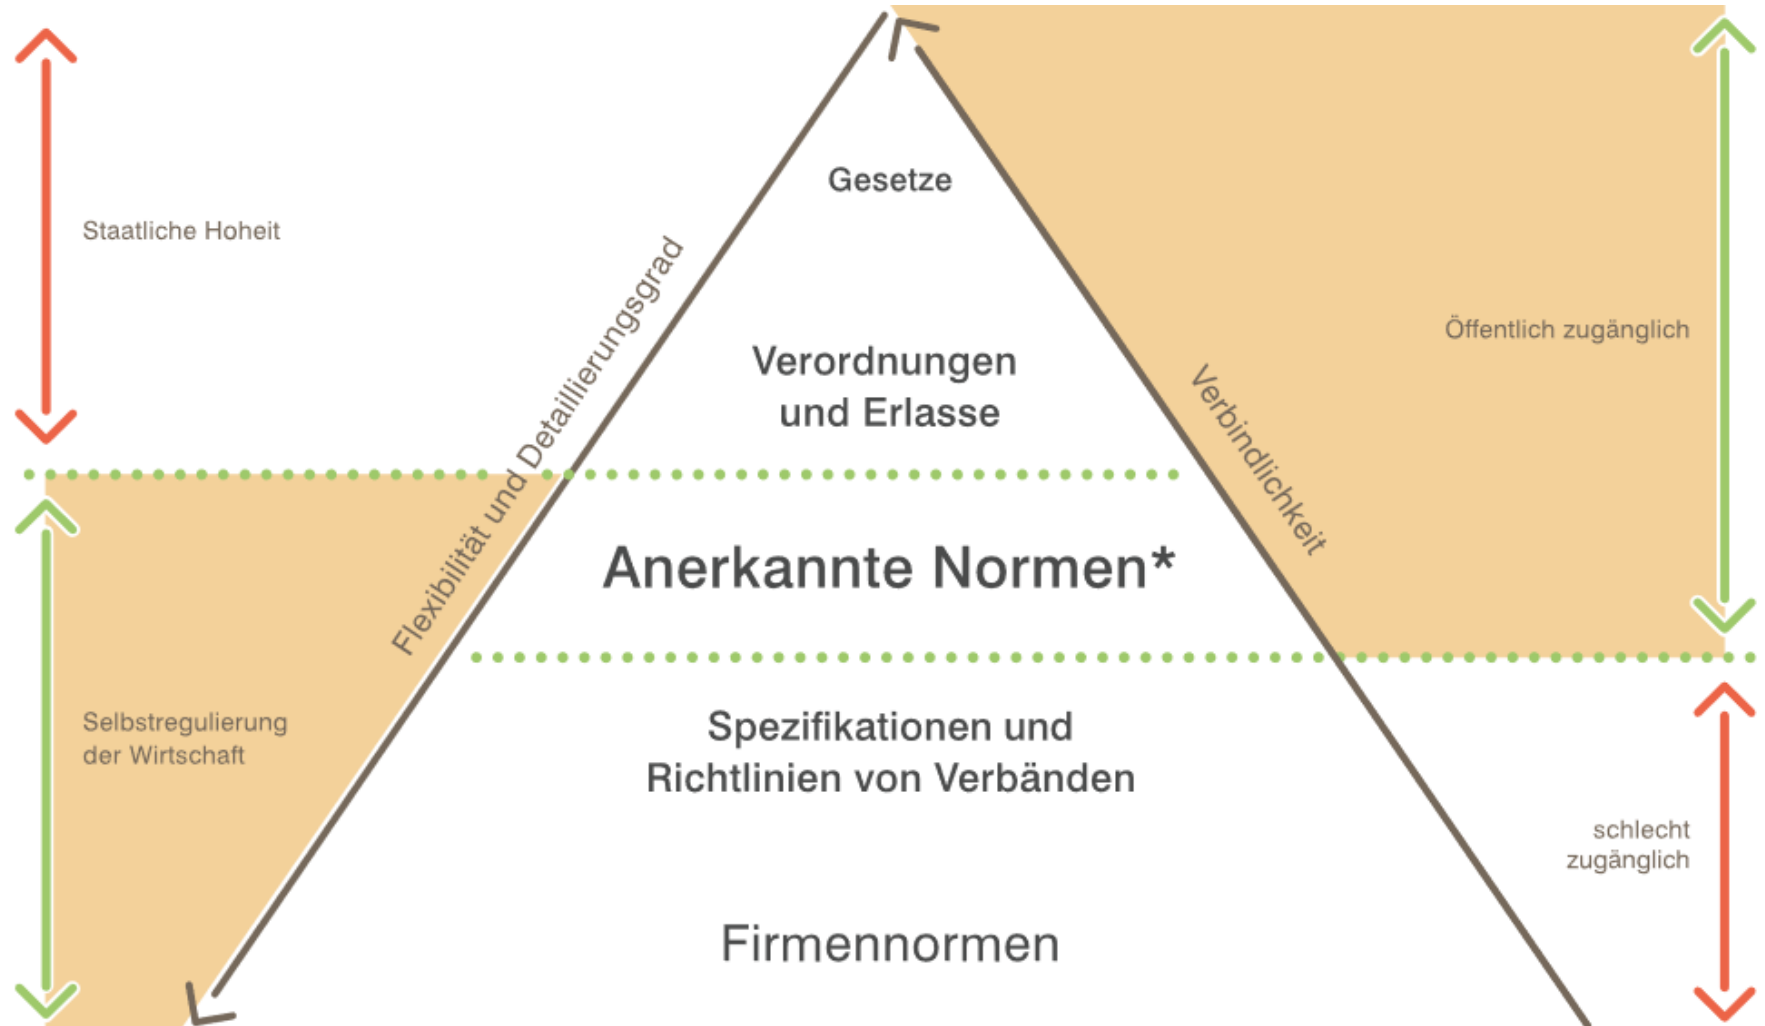 Gesetze
Staatliche Hoheit
Flexibilität und Detaillierungsgrad
Verordnungen
und Erlasse
Öffentlich zugänglich
Verbindlichkeit
Anerkannte Normen*
Selbstregulierung
der Wirtschaft
Spezifikationen und
Richtlinien von Verbänden
schlecht
zugänglich
Firmennormen